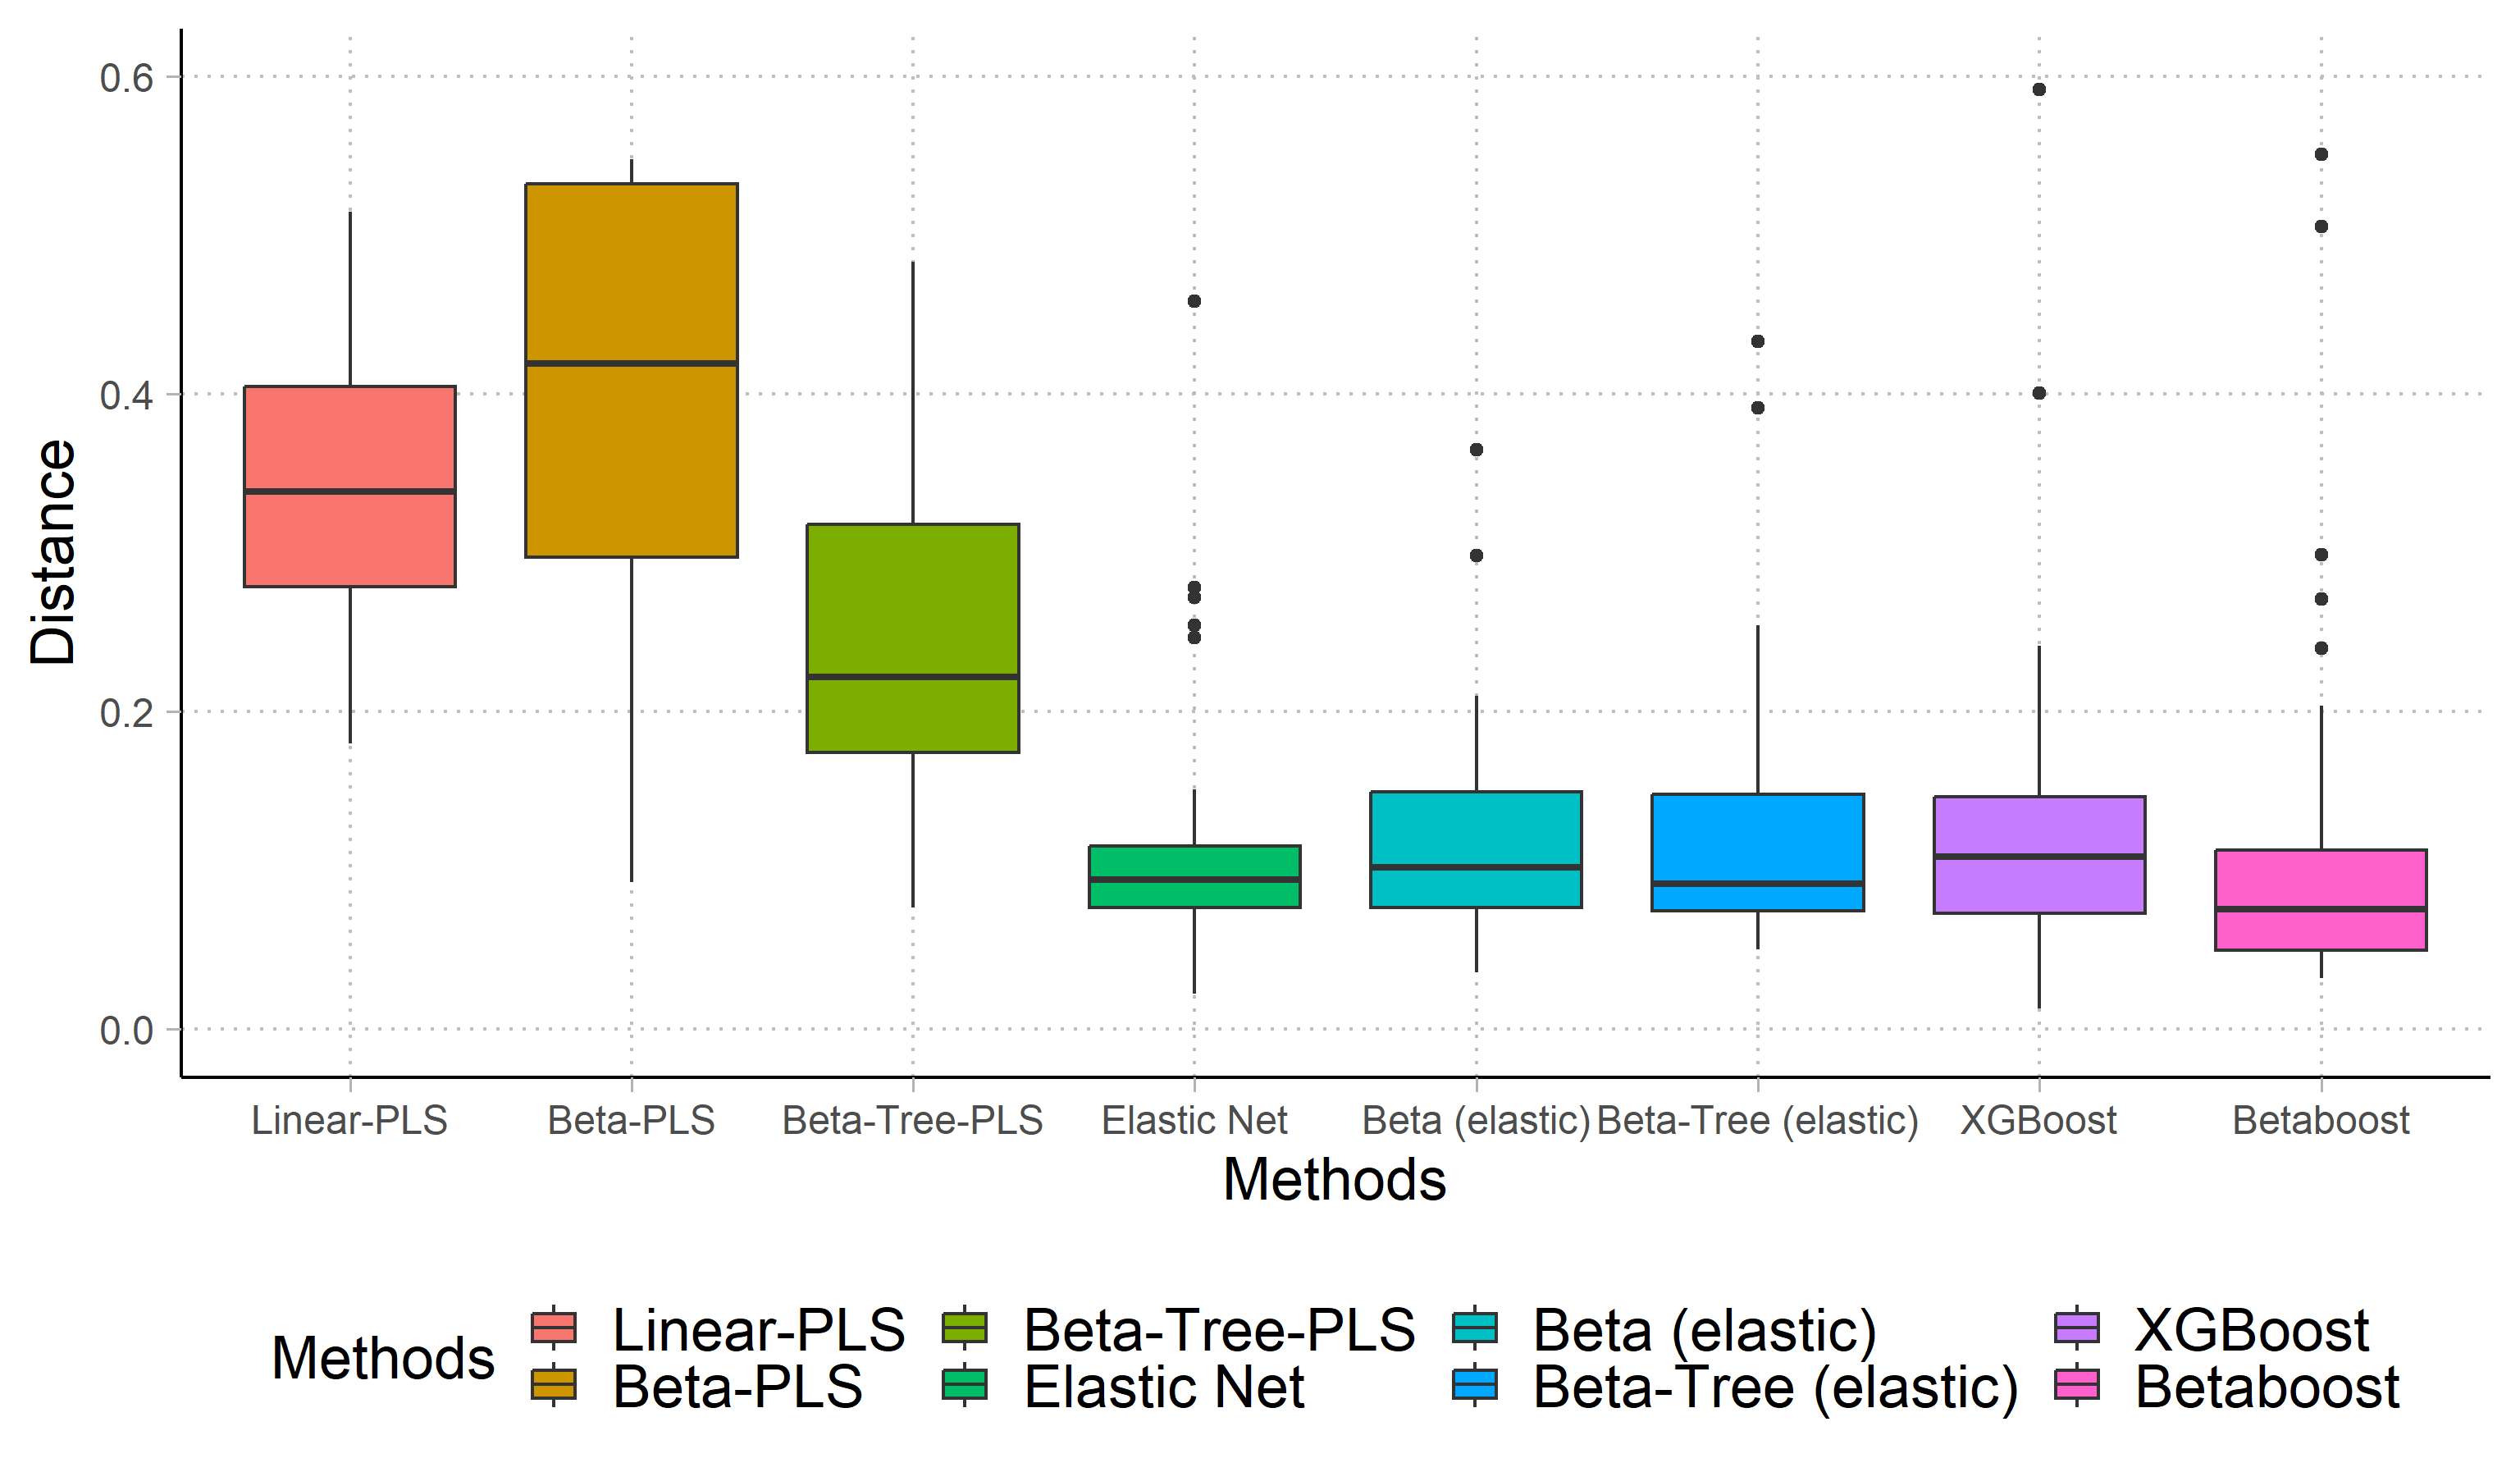 Distance
0.6
0.4
0.2
0.0
Linear-PLS Beta-PLS Beta-Tree-PLS Elastic Net Beta (elastic) Beta-Tree (elastic) XGBoost Betaboost
Methods
Methods
Linear-PLS Beta-Tree-PLS Beta (elastic) XGBoost
Beta-PLS Elastic Net Beta-Tree (elastic) Betaboost